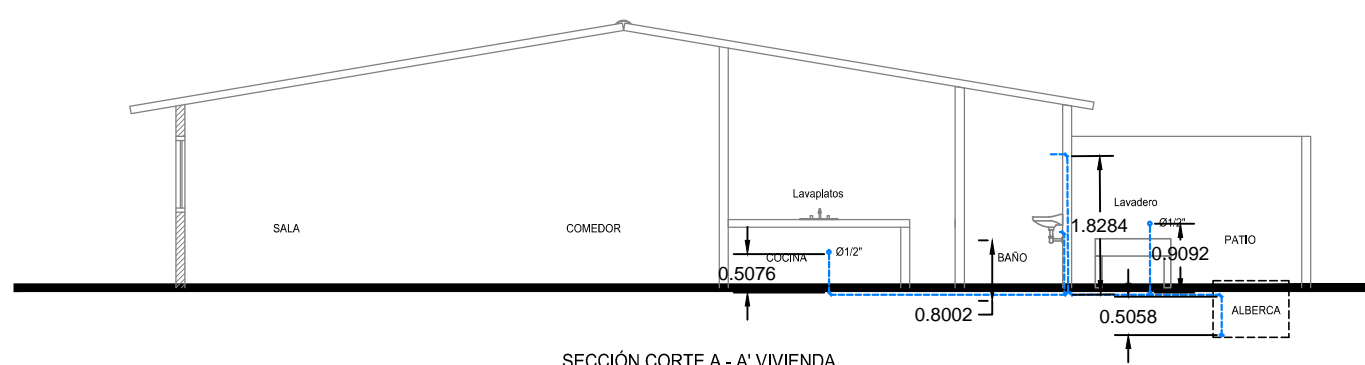 Lavaplatos
Lavadero
SALA
COMEDOR
1.8284
Ø1/2"
PATIO
Ø1/2"
COCINA
BAÑO
0.9092
0.5076
0.8002
0.5058
ALBERCA
SECCIÓN CORTE A - A' VIVIENDA